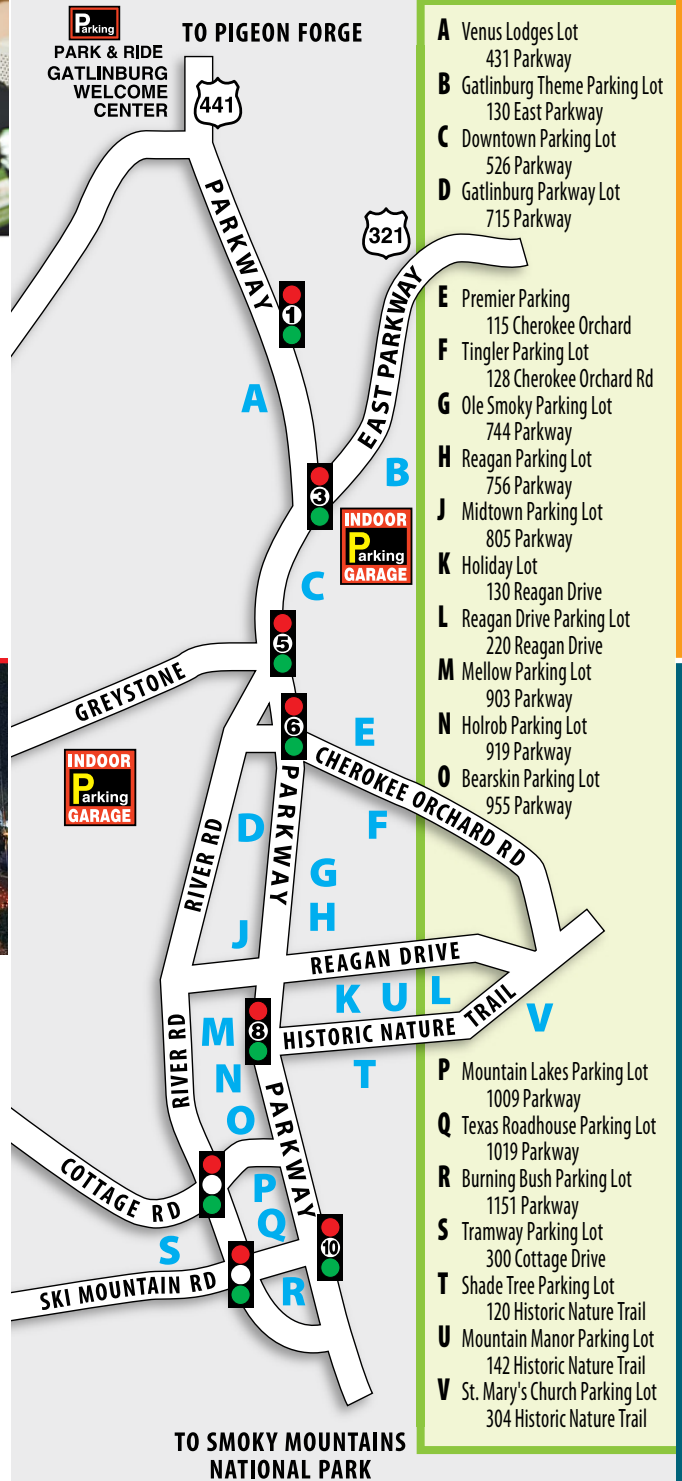 Parking
PARK & RIDE
GATLINBURG
WELCOME
CENTER
TO PIGEON FORGE
441
PARKWAY
321
EAST PARKWAY
1
A
B
3
INDOOR
Parking
GARAGE
C
5
GREYSTONE
6
E
INDOOR
Parking
GARAGE
PARKWAY
CHEROKEE ORCHARD RD
RIVER RD
D
F
G
H
J
REAGAN DRIVE
K U L
HISTORIC NATURE TRAIL
V
8
M
T
RIVER RD
N
O
PARKWAY
COTTAGE RD
P
Q
10
S
SKI MOUNTAIN RD
R
TO SMOKY MOUNTAINS
NATIONAL PARK
A Venus Lodges Lot
431 Parkway
B Gatlinburg Theme Parking Lot
130 East Parkway
C Downtown Parking Lot
526 Parkway
D Gatlinburg Parkway Lot
715 Parkway
E Premier Parking
115 Cherokee Orchard
F Tingler Parking Lot
128 Cherokee Orchard Rd
G Ole Smoky Parking Lot
744 Parkway
H Reagan Parking Lot
756 Parkway
J Midtown Parking Lot
805 Parkway
K Holiday Lot
130 Reagan Drive
L Reagan Drive Parking Lot
220 Reagan Drive
M Mellow Parking Lot
903 Parkway
N Holrob Parking Lot
919 Parkway
O Bearskin Parking Lot
955 Parkway
P Mountain Lakes Parking Lot
1009 Parkway
Q Texas Roadhouse Parking Lot
1019 Parkway
R Burning Bush Parking Lot
1151 Parkway
S Tramway Parking Lot
300 Cottage Drive
T Shade Tree Parking Lot
120 Historic Nature Trail
U Mountain Manor Parking Lot
142 Historic Nature Trail
V St. Mary's Church Parking Lot
304 Historic Nature Trail